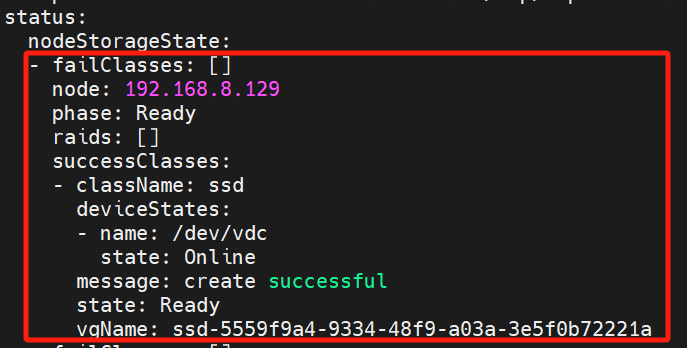 status:
  nodeStorageState:
  - failClasses: []
    node: 192.168.8.129
    phase: Ready
    raids: []
    successClasses:
    - className: ssd
      deviceStates:
      - name: /dev/vdc
        state: Online
      message: create successful
      state: Ready
      vgName: ssd-5559f9a4-9334-48f9-a03a-3e5f0b72221a